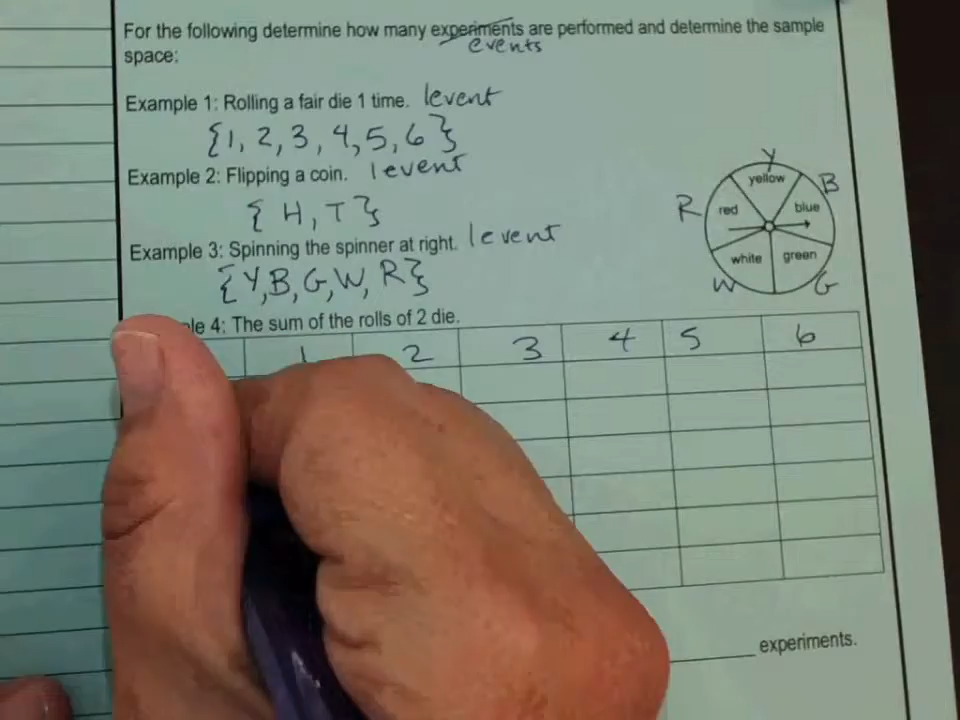 For the following determine how many experiments are performed and determine the sample
events
space:
Example 1: Rolling a fair die 1 time. 1event
{1, 2, 3, 4, 5, 6}
Example 2: Flipping a coin. 1event
{H, T}
Example 3: Spinning the spinner at right. 1event
{Y, B, G, W, R}
Y
yellow
B
blue
R
red
white
green
W
G
le 4: The sum of the rolls of 2 die.
1 2 3 4 5 6
experiments.